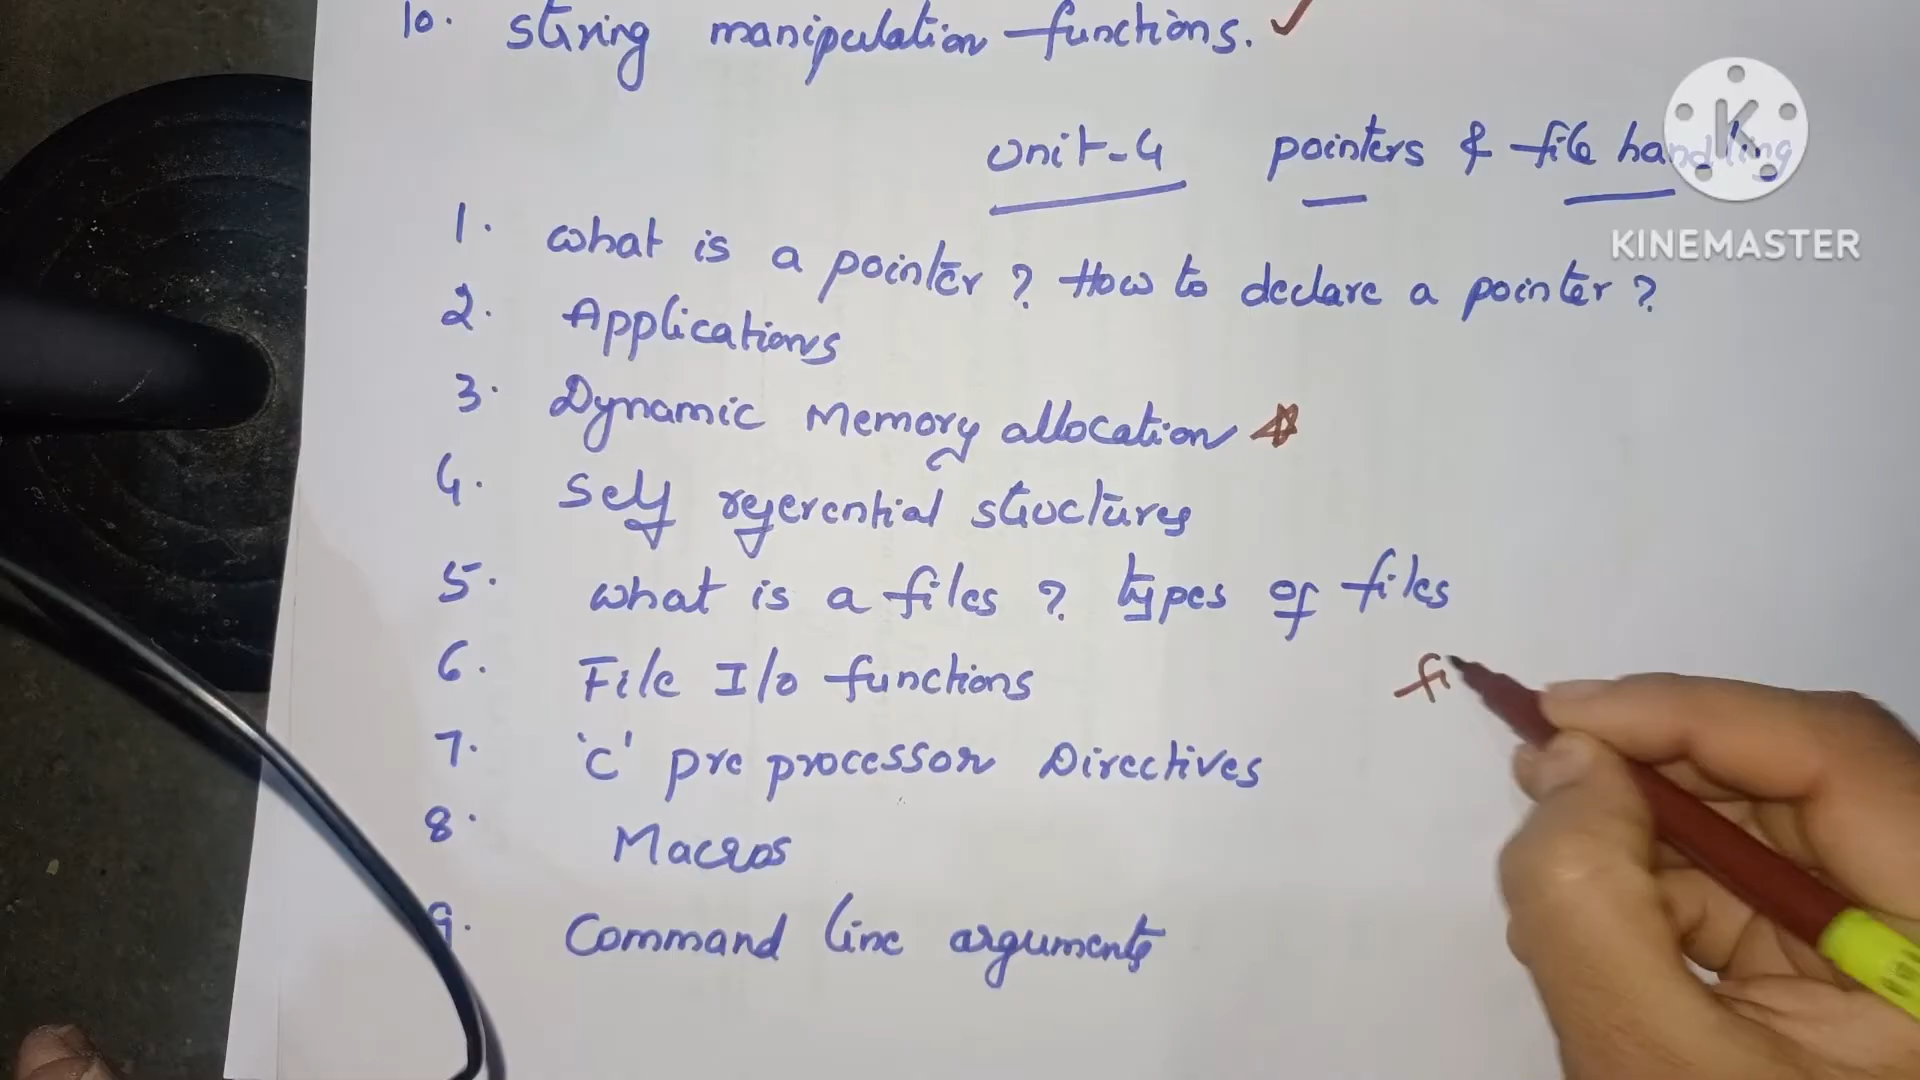 10. string manipulation functions.
Unit-4 pointers & file handling
KINEMASTER
1. what is a pointer? How to declare a pointer?
2. Applications
3. Dynamic Memory allocation
4. Self referential structures
5. what is a files? types of files
6. File I/o functions
fi
7. 'C' pre processor Directives
8. Macros
9. Command line arguments